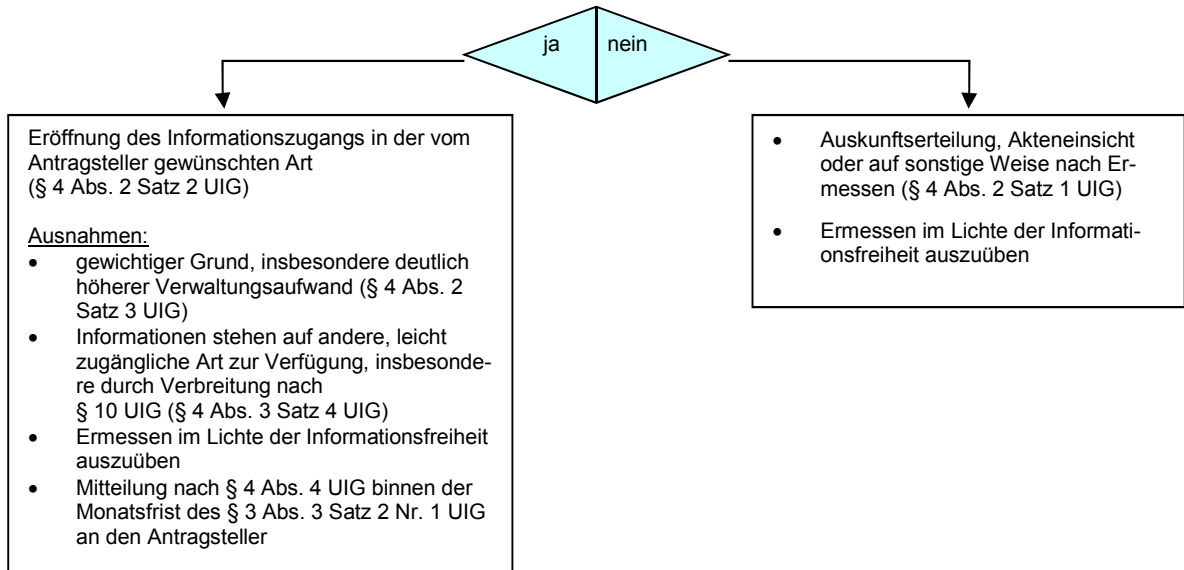 ja
nein
Eröffnung des Informationszugangs in der vom
Antragsteller gewünschten Art
(§ 4 Abs. 2 Satz 2 UIG)
Ausnahmen:
• gewichtiger Grund, insbesondere deutlich
höherer Verwaltungsaufwand (§ 4 Abs. 2
Satz 3 UIG)
• Informationen stehen auf andere, leicht
zugängliche Art zur Verfügung, insbesonde-
re durch Verbreitung nach
§ 10 UIG (§ 4 Abs. 3 Satz 4 UIG)
• Ermessen im Lichte der Informationsfreiheit
auszuüben
• Mitteilung nach § 4 Abs. 4 UIG binnen der
Monatsfrist des § 3 Abs. 3 Satz 2 Nr. 1 UIG
an den Antragsteller
• Auskunftserteilung, Akteneinsicht
oder auf sonstige Weise nach Er-
messen (§ 4 Abs. 2 Satz 1 UIG)
• Ermessen im Lichte der Informati-
onsfreiheit auszuüben